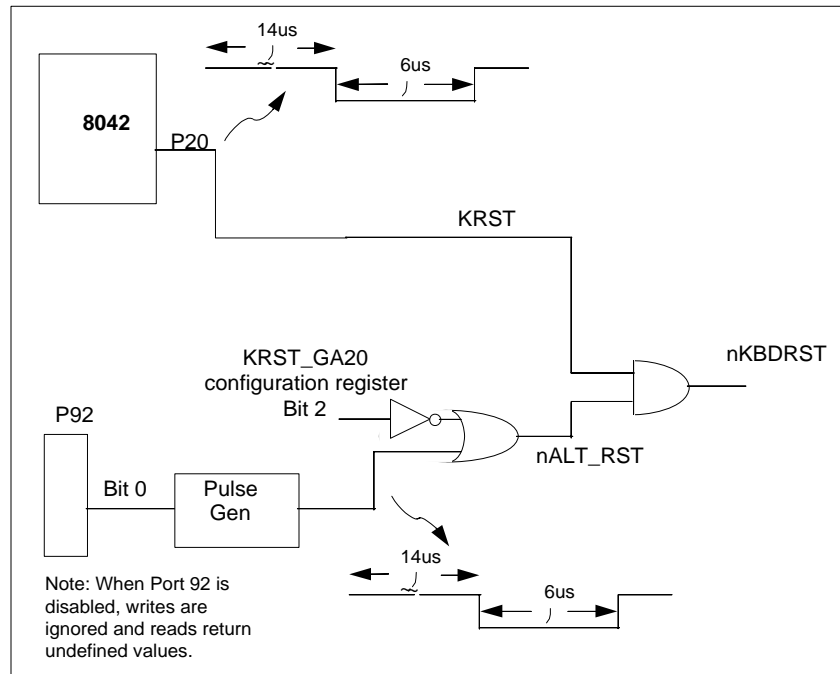 14us
6us
8042
P20
KRST
KRST_GA20
configuration register
Bit 2
nKBDRST
P92
nALT_RST
Bit 0
Pulse
Gen
14us
6us
Note: When Port 92 is
disabled, writes are
ignored and reads return
undefined values.